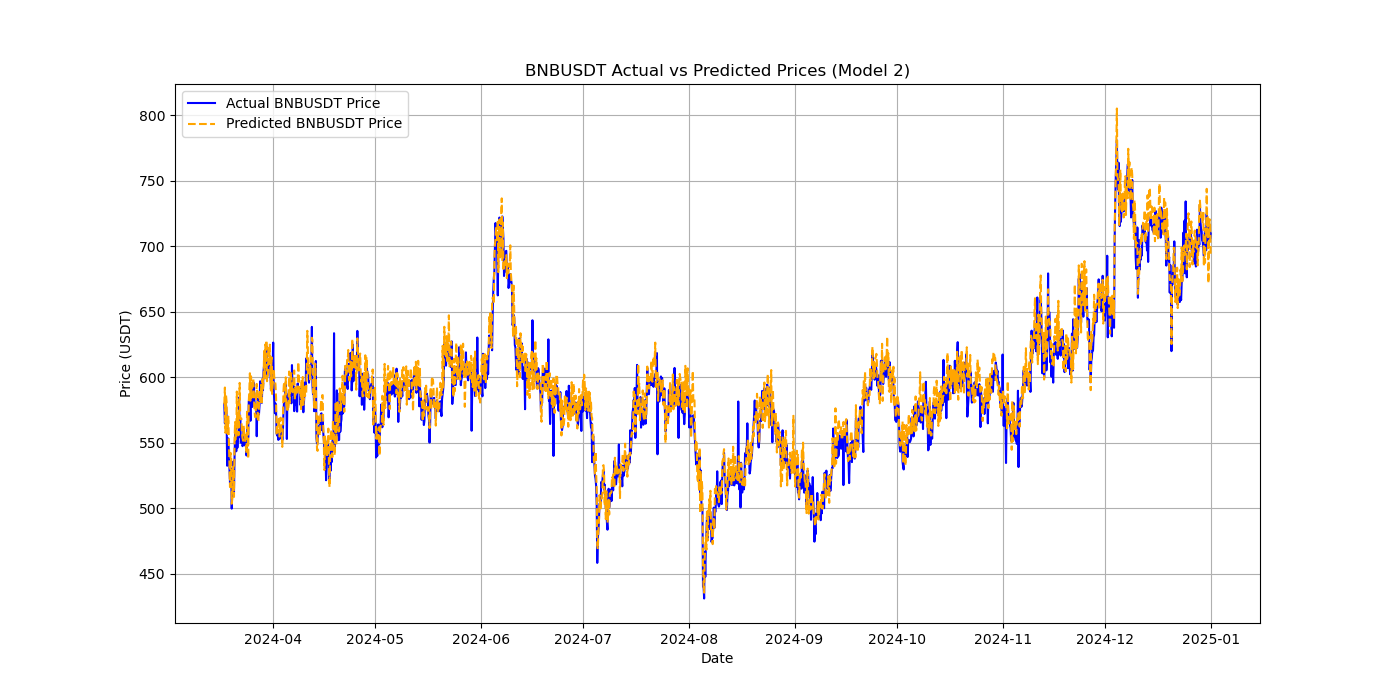 BNBUSDT Actual vs Predicted Prices (Model 2)
Actual BNBUSDT Price
Predicted BNBUSDT Price
Price (USDT)
800
750
700
650
600
550
500
450
2024-04 2024-05 2024-06 2024-07 2024-08 2024-09 2024-10 2024-11 2024-12 2025-01
Date